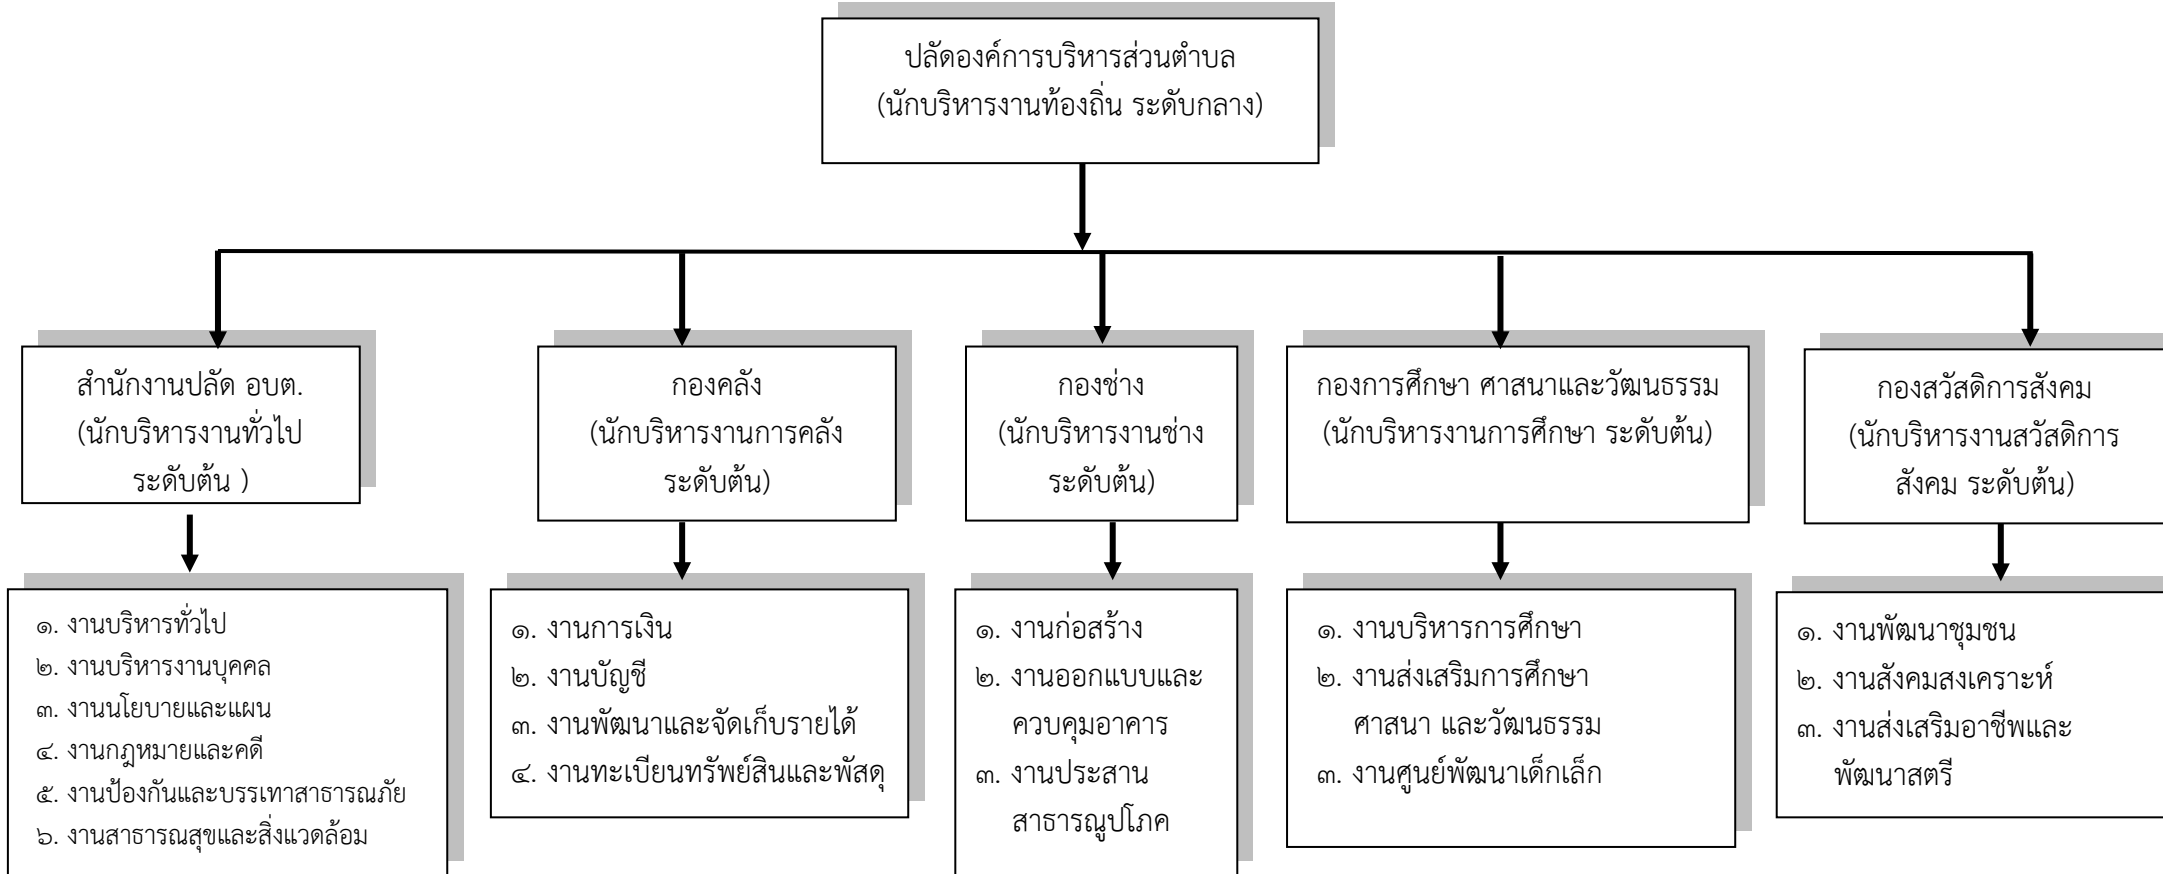 ปลัดองค์การบริหารส่วนตำบล
(นักบริหารงานท้องถิ่น ระดับกลาง)
สำนักงานปลัด อบต.
(นักบริหารงานทั่วไป
ระดับต้น )
กองคลัง
(นักบริหารงานการคลัง
ระดับต้น)
กองช่าง
(นักบริหารงานช่าง
ระดับต้น)
กองการศึกษา ศาสนาและวัฒนธรรม
(นักบริหารงานการศึกษา ระดับต้น)
กองสวัสดิการสังคม
(นักบริหารงานสวัสดิการ
สังคม ระดับต้น)
๑. งานบริหารทั่วไป
๒. งานบริหารงานบุคคล
๓. งานนโยบายและแผน
๔. งานกฎหมายและคดี
๕. งานป้องกันและบรรเทาสาธารณภัย
๖. งานสาธารณสุขและสิ่งแวดล้อม
๑. งานการเงิน
๒. งานบัญชี
๓. งานพัฒนาและจัดเก็บรายได้
๔. งานทะเบียนทรัพย์สินและพัสดุ
๑. งานก่อสร้าง
๒. งานออกแบบและ
ควบคุมอาคาร
๓. งานประสาน
สาธารณูปโภค
๑. งานบริหารการศึกษา
๒. งานส่งเสริมการศึกษา
ศาสนา และวัฒนธรรม
๓. งานศูนย์พัฒนาเด็กเล็ก
๑. งานพัฒนาชุมชน
๒. งานสังคมสงเคราะห์
๓. งานส่งเสริมอาชีพและ
พัฒนาสตรี